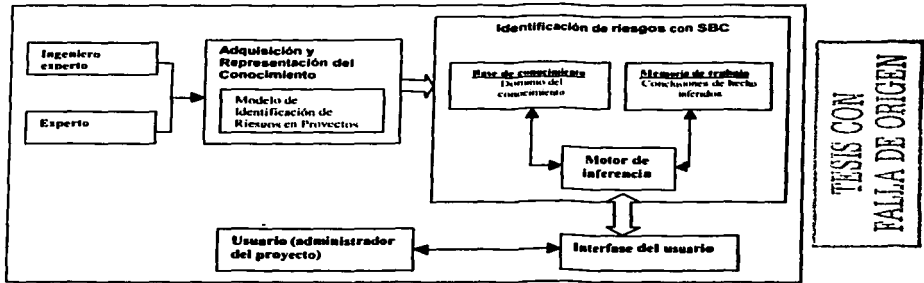 Identificación de riesgos con SBC
Ingeniero
experto
Experto
Adquisición y
Representación del
Conocimiento
Modelo de
Identificación de
Riesgos en Proyectos
Base de conocimiento
Dominio del
conocimiento
Memoria de trabajo
Conclusiones de hecho
inferidos.
Motor de
inferencia
Usuario (administrador
del proyecto)
Interfase del usuario
TESIS CON
FALLA DE ORIGEN